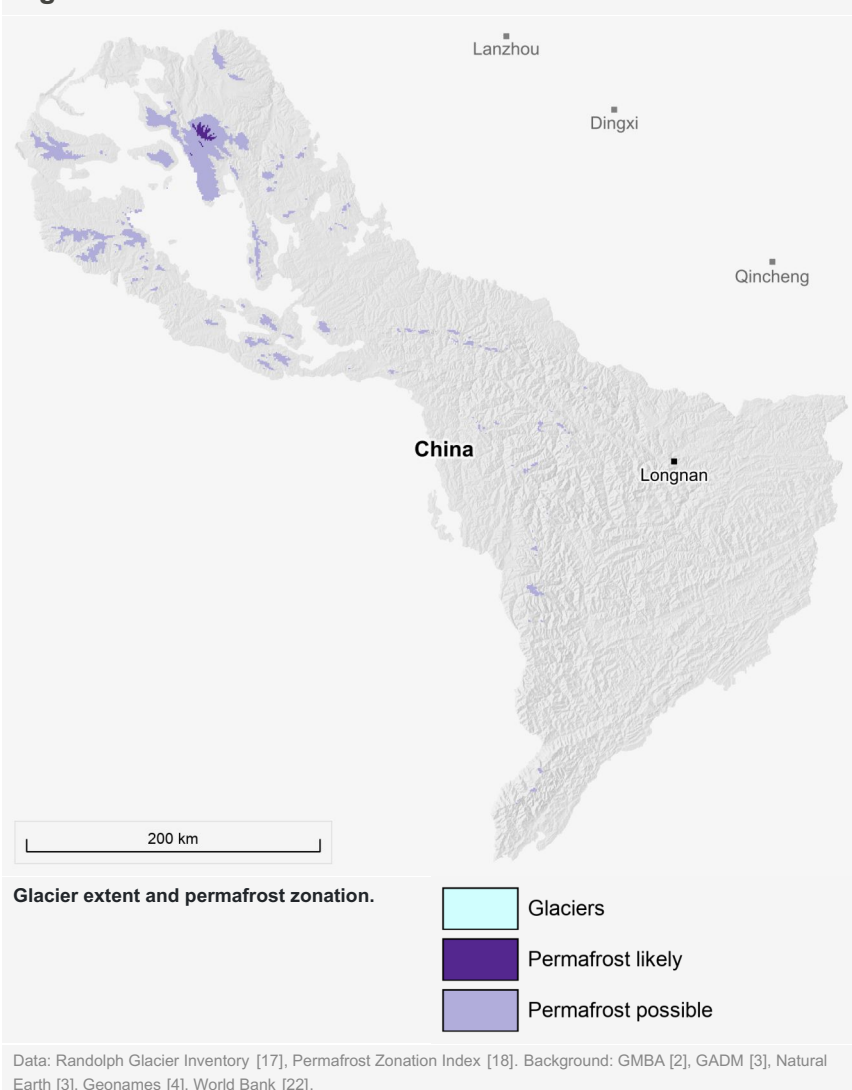 Lanzhou
Dingxi
Qincheng
China
Longnan
200 km
Glacier extent and permafrost zonation.
Glaciers
Permafrost likely
Permafrost possible
Data: Randolph Glacier Inventory [17], Permafrost Zonation Index [18]. Background: GMBA [2], GADM [3], Natural
Earth [3], Geonames [4], World Bank [22].